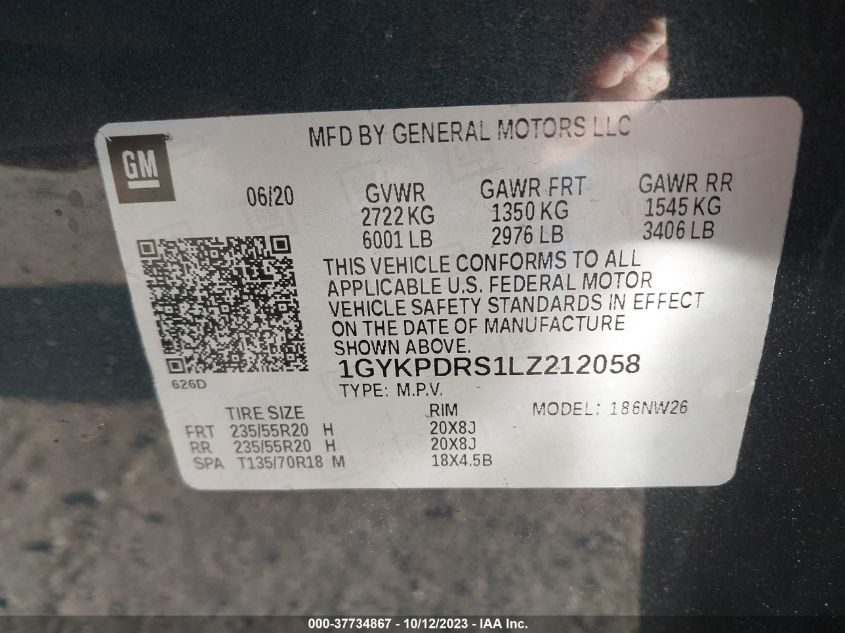 MFD BY GENERAL MOTORS LLC
GM
06/20 GVWR GAWR FRT GAWR RR
2722 KG 1350 KG 1545 KG
6001 LB 2976 LB 3406 LB
THIS VEHICLE CONFORMS TO ALL
APPLICABLE U.S. FEDERAL MOTOR
VEHICLE SAFETY STANDARDS IN EFFECT
ON THE DATE OF MANUFACTURE
SHOWN ABOVE.
626D
1GYKPDRS1LZ212058
TYPE: M.P.V.
TIRE SIZE RIM MODEL: 186NW26
FRT 235/55R20 H 20X8J
RR 235/55R20 H 20X8J
SPA T135/70R18 M 18X4.5B
000-37734867 - 10/12/2023 - IAA Inc.